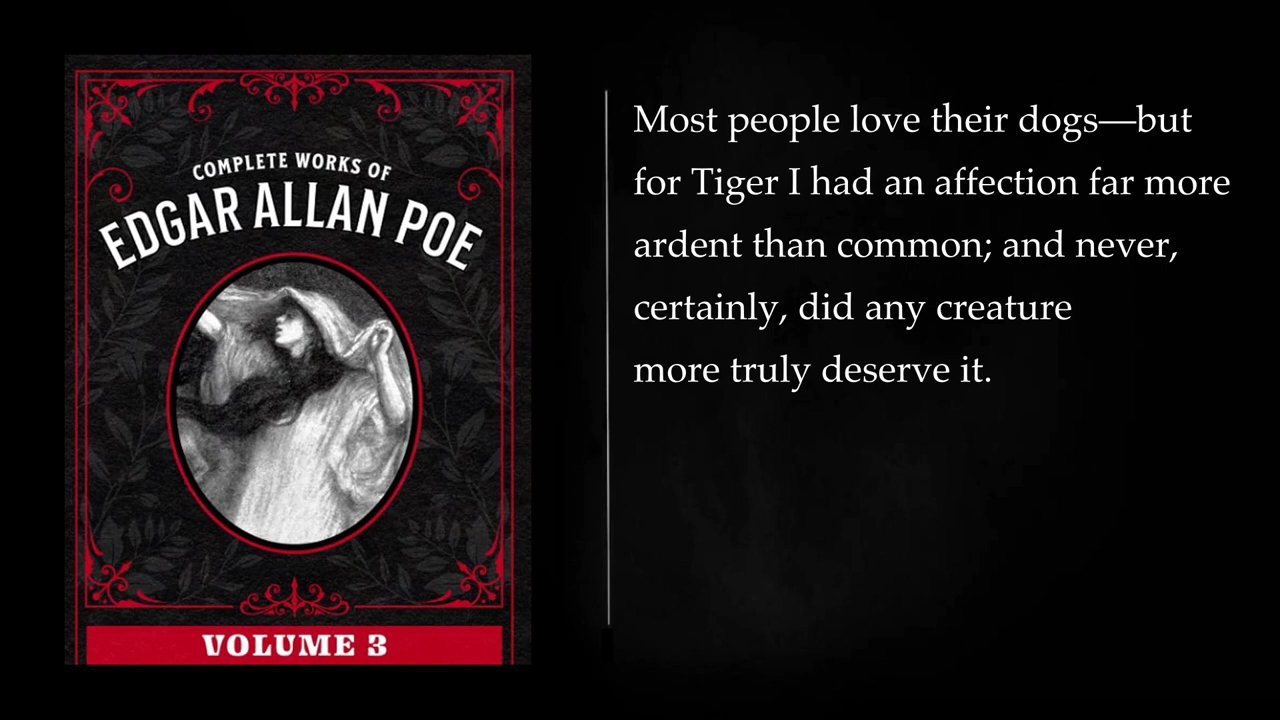 COMPLETE WORKS OF
EDGAR ALLAN POE
VOLUME 3
Most people love their dogs—but
for Tiger I had an affection far more
ardent than common; and never,
certainly, did any creature
more truly deserve it.